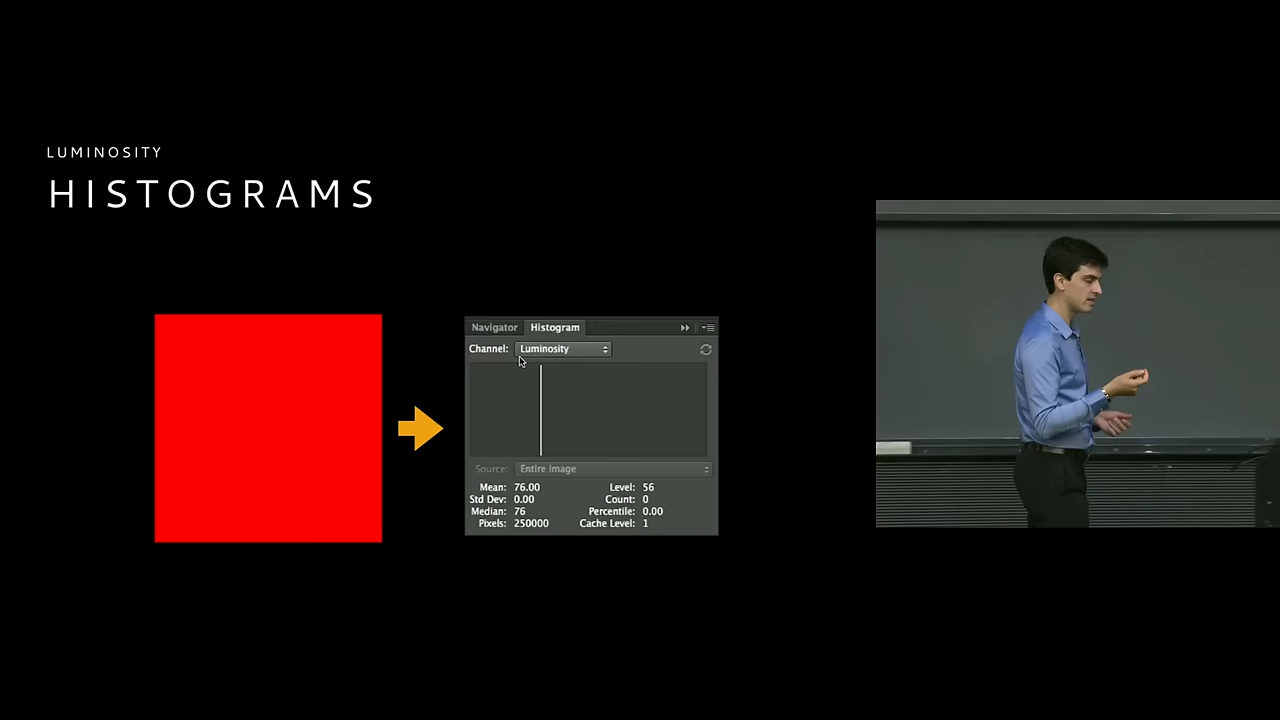 LUMINOSITY
HISTOGRAMS
Navigator Histogram
Channel: Luminosity
Source: Entire Image
Mean: 76.00 Level: 56
Std Dev: 0.00 Count: 0
Median: 76 Percentile: 0.00
Pixels: 250000 Cache Level: 1